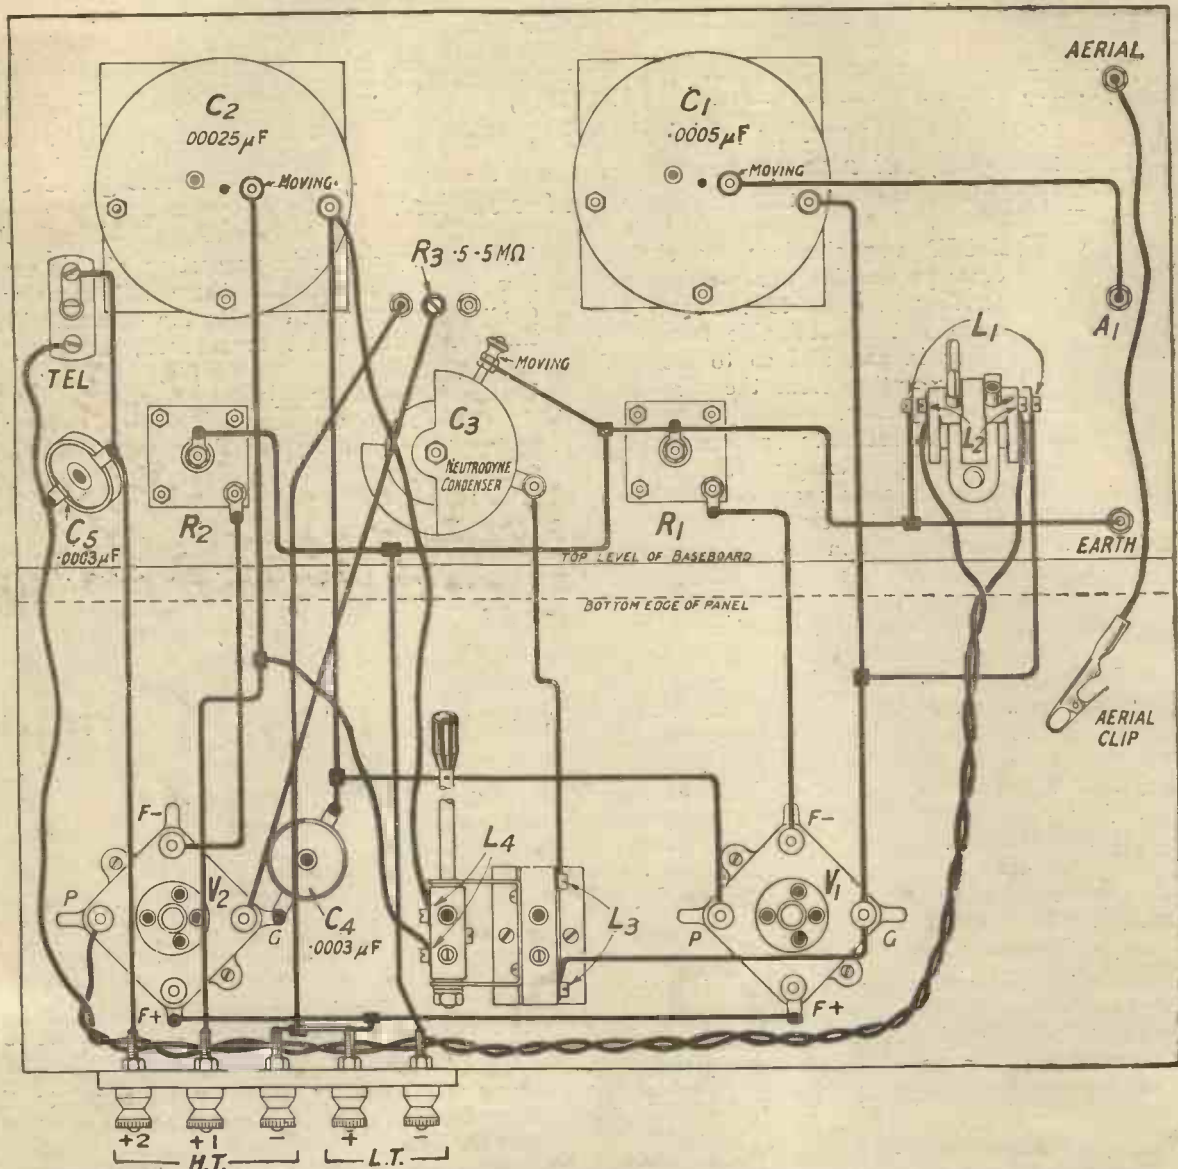 AERIAL
C2
.00025μF
MOVING
C1
.0005μF
MOVING
R3 .5-5MΩ
MOVING
TEL
C3
NEUTRODYNE
CONDENSER
L1
L2
A1
C5
.0003μF
R2
R1
EARTH
TOP LEVEL OF BASEBOARD
BOTTOM EDGE OF PANEL
AERIAL
CLIP
F-
P
V2
G
F+
C4
.0003μF
L4
L3
F-
V1
P
G
F+
+2 +1 - + -
H.T. L.T.